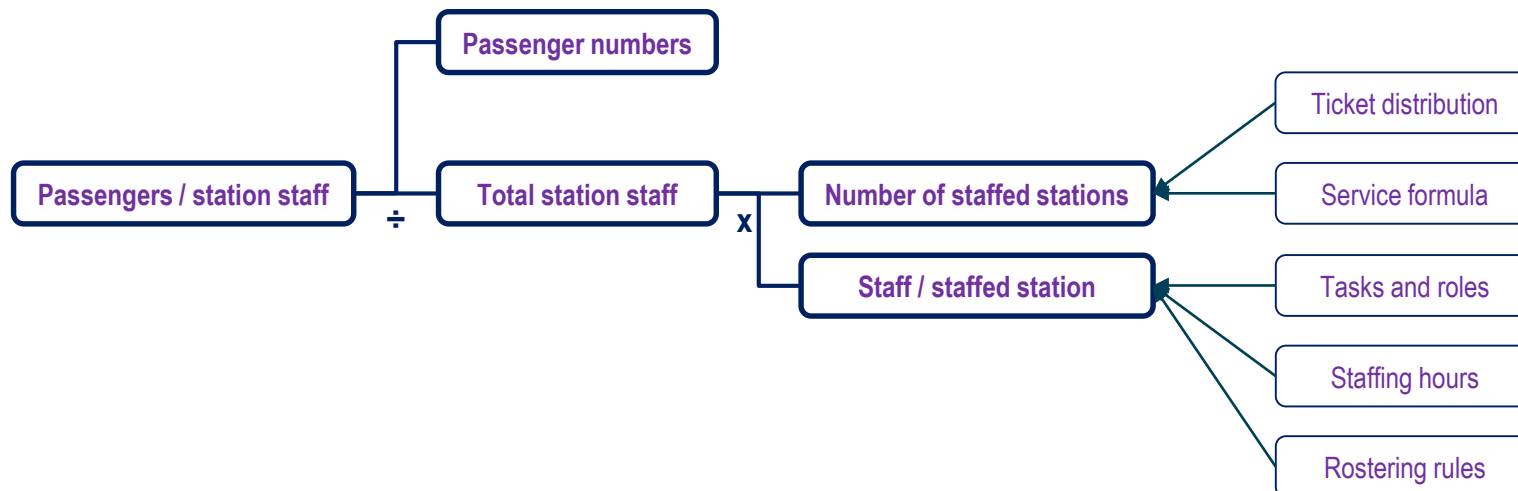 Passenger numbers
Ticket distribution
Passengers / station staff
÷
Total station staff
x
Number of staffed stations
Service formula
Staff / staffed station
Tasks and roles
Staffing hours
Rostering rules